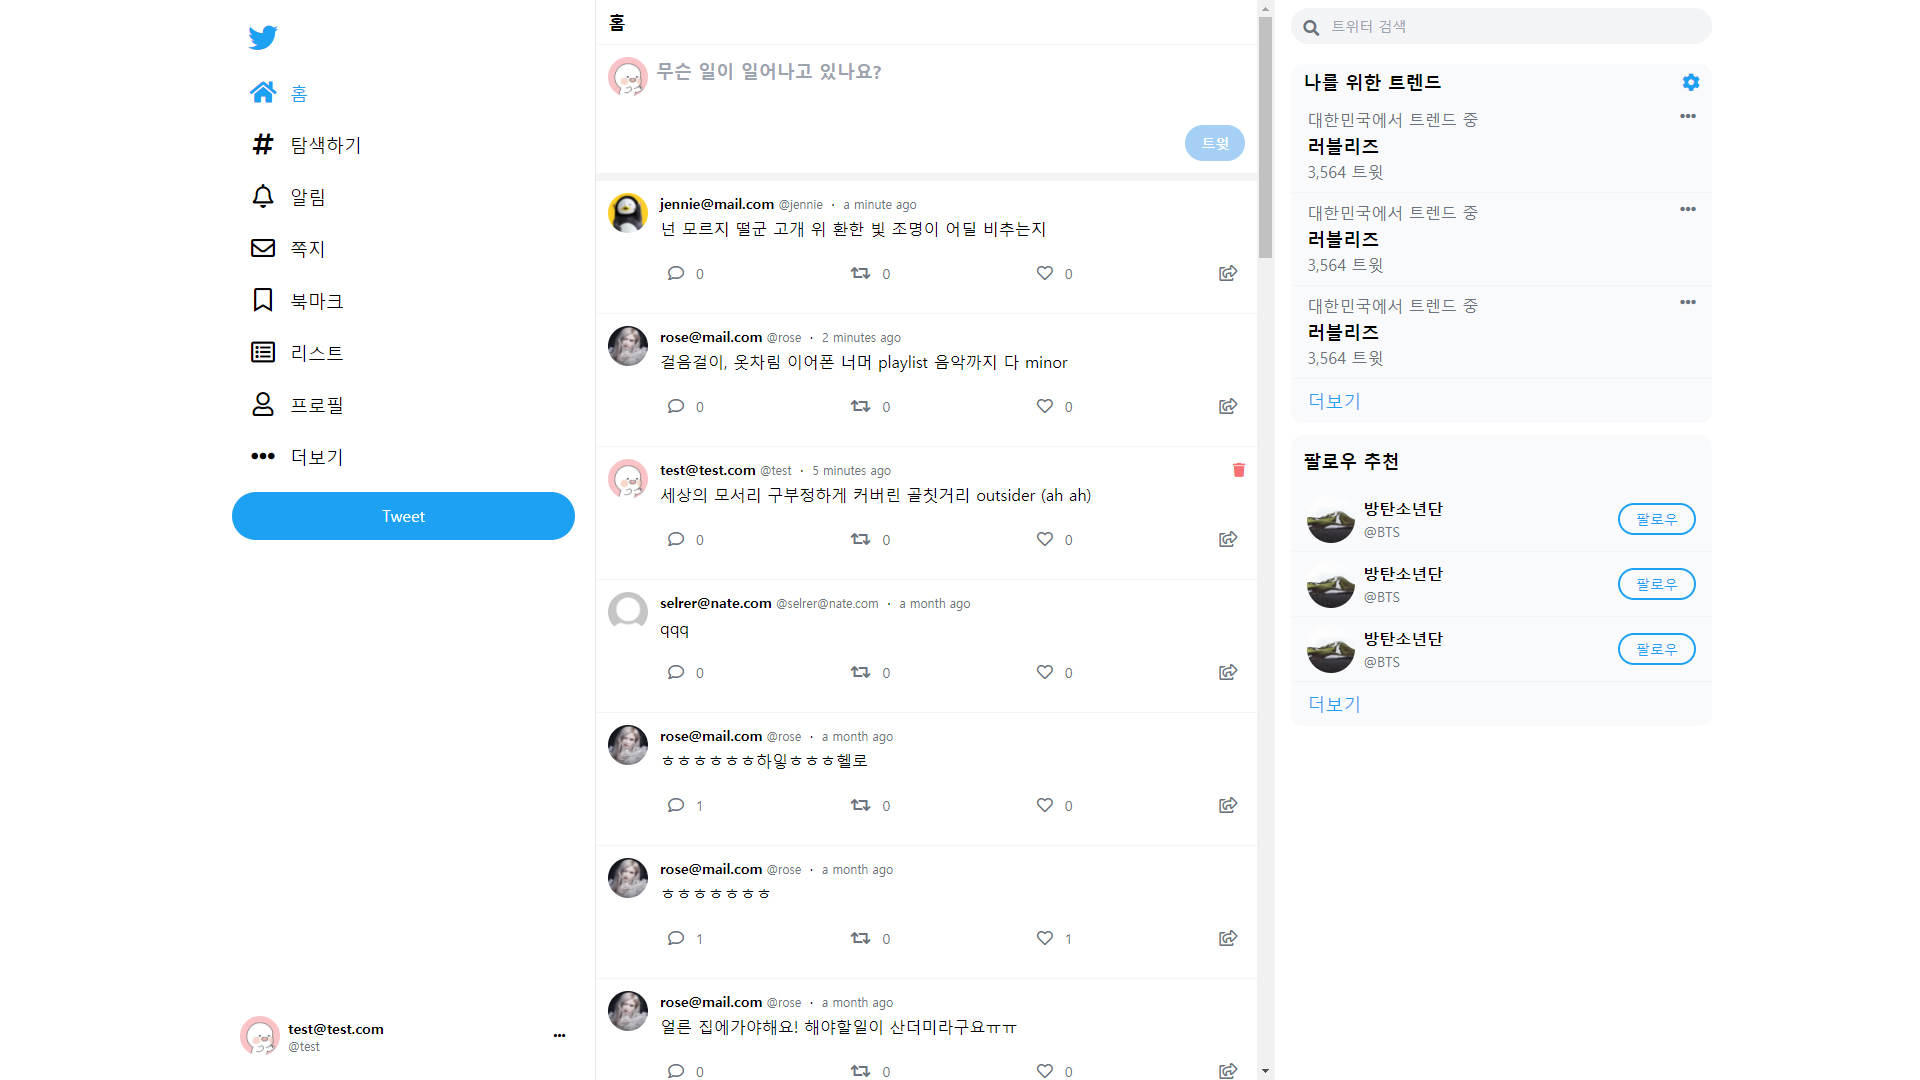 홈
탐색하기
알림
쪽지
북마크
리스트
프로필
더보기
Tweet
test@test.com
@test
홈
무슨 일이 일어나고 있나요?
트윗
jennie@mail.com @jennie · a minute ago
넌 모르지 떨군 고개 위 환한 빛 조명이 어딜 비추는지
0 0 0
rose@mail.com @rose · 2 minutes ago
걸음걸이, 옷차림 이어폰 너머 playlist 음악까지 다 minor
0 0 0
test@test.com @test · 5 minutes ago
세상의 모서리 구부정하게 커버린 골칫거리 outsider (ah ah)
0 0 0
selrer@nate.com @selrer@nate.com · a month ago
qqq
0 0 0
rose@mail.com @rose · a month ago
ㅎㅎㅎㅎㅎㅎ하잏ㅎㅎㅎ헬로
1 0 0
rose@mail.com @rose · a month ago
ㅎㅎㅎㅎㅎㅎㅎ
1 0 1
rose@mail.com @rose · a month ago
얼른 집에가야해요! 해야할일이 산더미라구요ㅠㅠ
0 0 0
트위터 검색
나를 위한 트렌드
대한민국에서 트렌드 중
러블리즈
3,564 트윗
대한민국에서 트렌드 중
러블리즈
3,564 트윗
대한민국에서 트렌드 중
러블리즈
3,564 트윗
더보기
팔로우 추천
방탄소년단
@BTS
팔로우
방탄소년단
@BTS
팔로우
방탄소년단
@BTS
팔로우
더보기